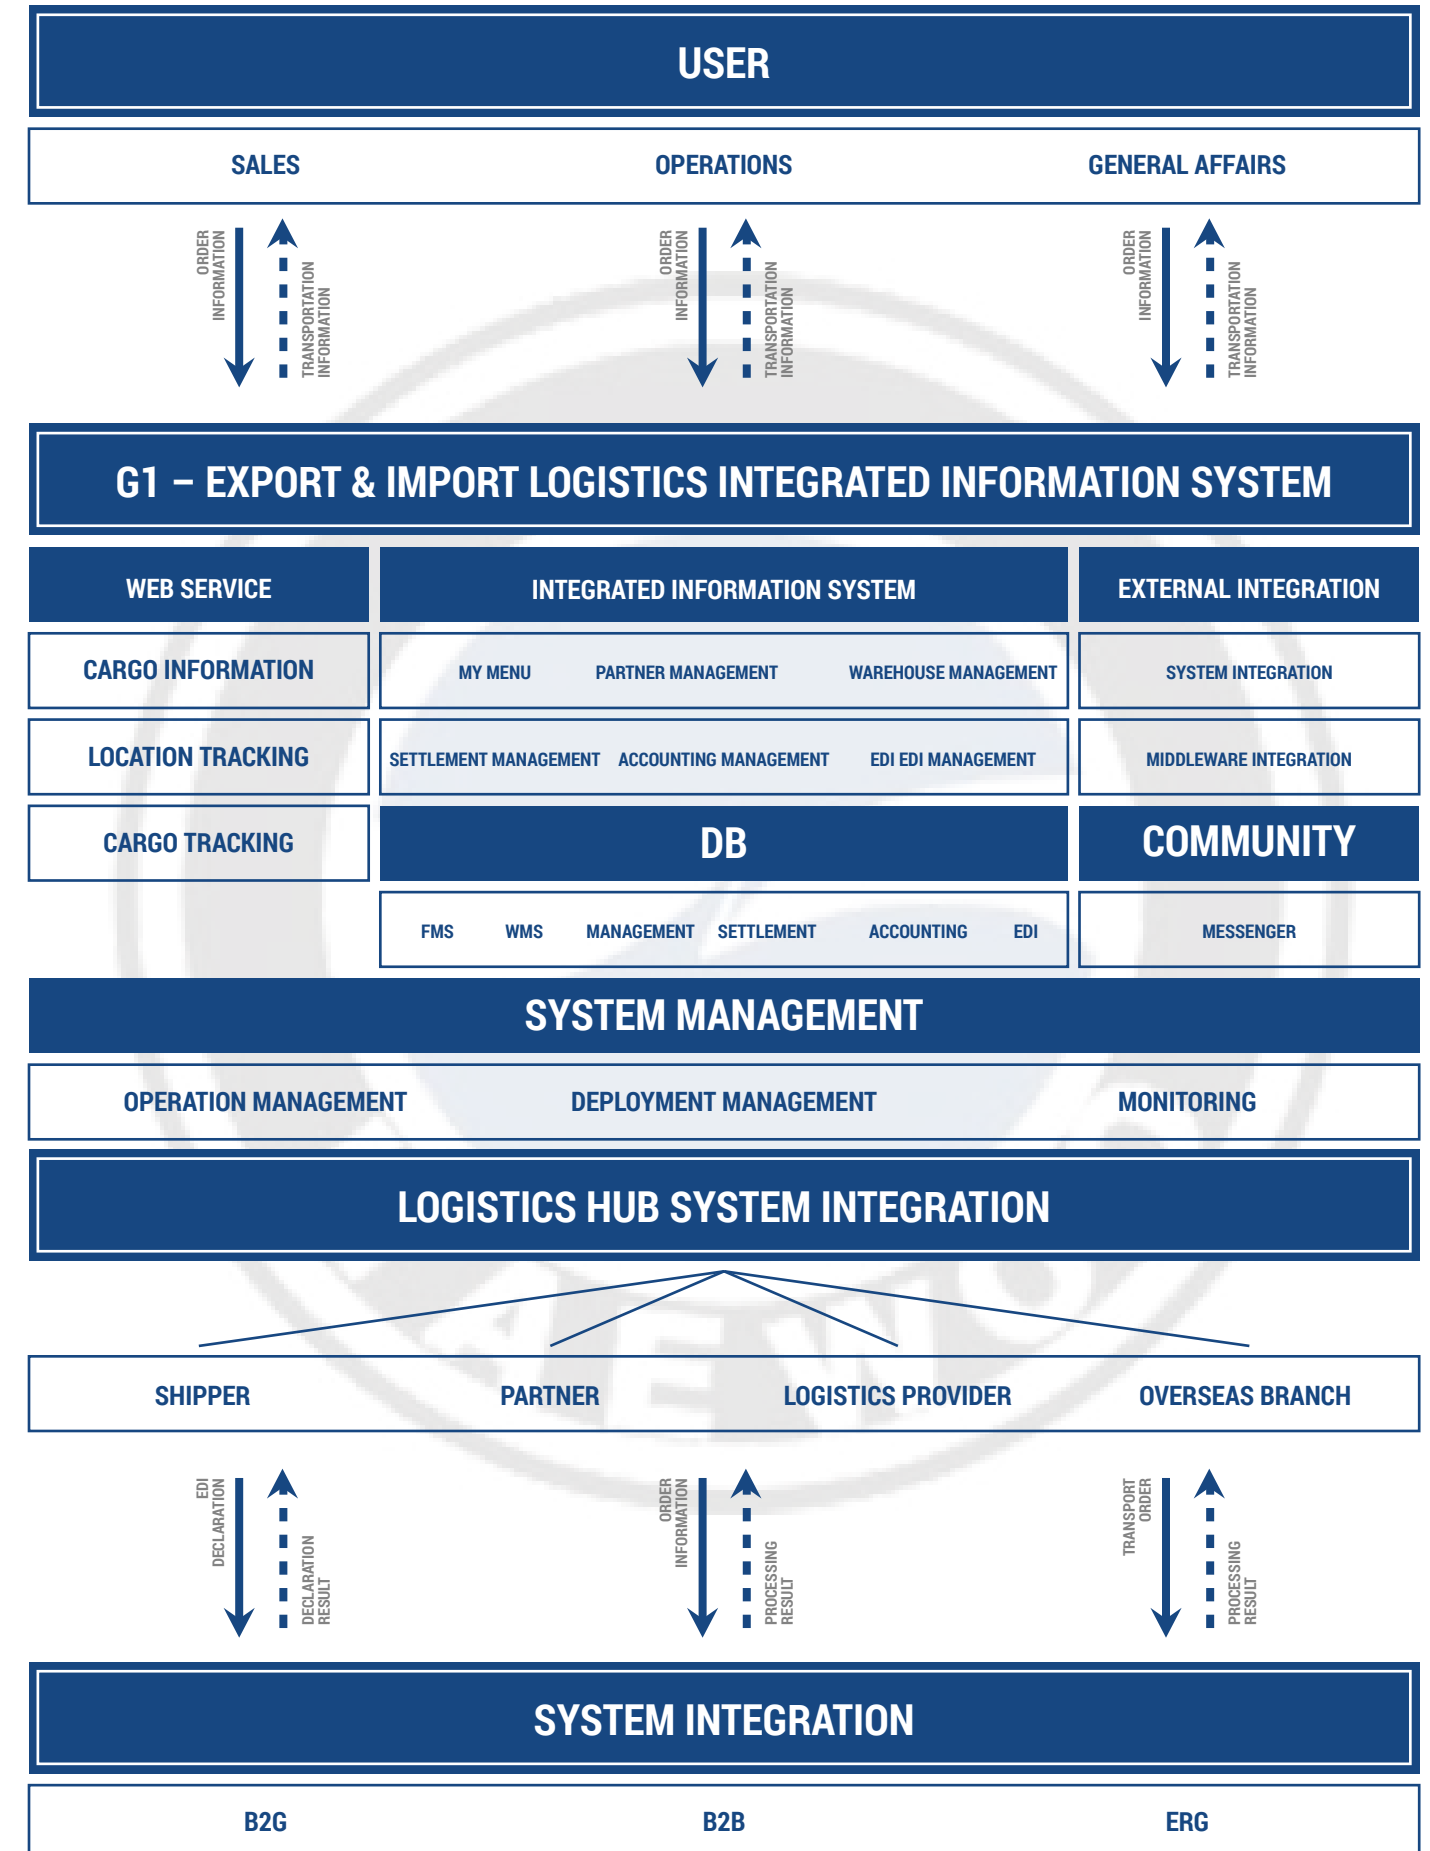 USER
SALES OPERATIONS GENERAL AFFAIRS
ORDER
INFORMATION
TRANSPORTATION
INFORMATION
ORDER
INFORMATION
TRANSPORTATION
INFORMATION
ORDER
INFORMATION
TRANSPORTATION
INFORMATION
G1 – EXPORT & IMPORT LOGISTICS INTEGRATED INFORMATION SYSTEM
WEB SERVICE INTEGRATED INFORMATION SYSTEM EXTERNAL INTEGRATION
CARGO INFORMATION MY MENU PARTNER MANAGEMENT WAREHOUSE MANAGEMENT SYSTEM INTEGRATION
LOCATION TRACKING SETTLEMENT MANAGEMENT ACCOUNTING MANAGEMENT EDI EDI MANAGEMENT MIDDLEWARE INTEGRATION
CARGO TRACKING DB COMMUNITY
FMS WMS MANAGEMENT SETTLEMENT ACCOUNTING EDI MESSENGER
SYSTEM MANAGEMENT
OPERATION MANAGEMENT DEPLOYMENT MANAGEMENT MONITORING
LOGISTICS HUB SYSTEM INTEGRATION
SHIPPER PARTNER LOGISTICS PROVIDER OVERSEAS BRANCH
EDI
DECLARATION
DECLARATION
RESULT
ORDER
INFORMATION
PROCESSING
RESULT
TRANSPORT
ORDER
PROCESSING
RESULT
SYSTEM INTEGRATION
B2G B2B ERG